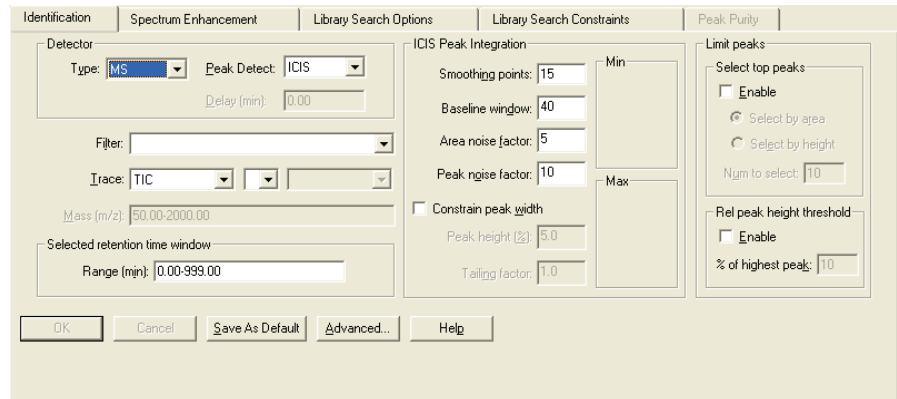 Identification
Spectrum Enhancement
Library Search Options
Library Search Constraints
Peak Purity
Detector
Type: MS
Peak Detect: ICIS
Delay (min): 0.00
Filter:
Trace: TIC
Mass (m/z): 50.00-2000.00
Selected retention time window
Range (min): 0.00-999.00
ICIS Peak Integration
Smoothing points: 15
Baseline window: 40
Area noise factor: 5
Peak noise factor: 10
Constrain peak width
Peak height (%): 5.0
Tailing factor: 1.0
Min
Max
Limit peaks
Select top peaks
Enable
Select by area
Select by height
Num to select: 10
Rel peak height threshold
Enable
% of highest peak: 10
OK
Cancel
Save As Default
Advanced...
Help